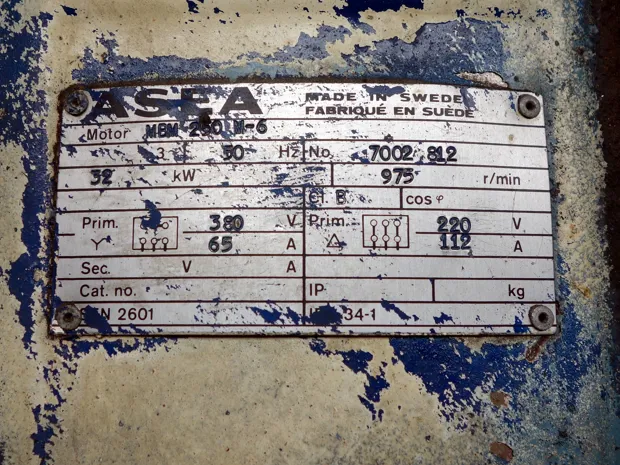 ASEA
MADE IN SWEDEN
FABRIQUÉ EN SUÈDE
Motor MBM 250 M-6
3 50 Hz No. 7002 812
32 kW 975 r/min
Cl. B cos φ
Prim. 380 V Prim. 220 V
65 A 112 A
Sec. V A
Cat. no. IP kg
2601 34-1